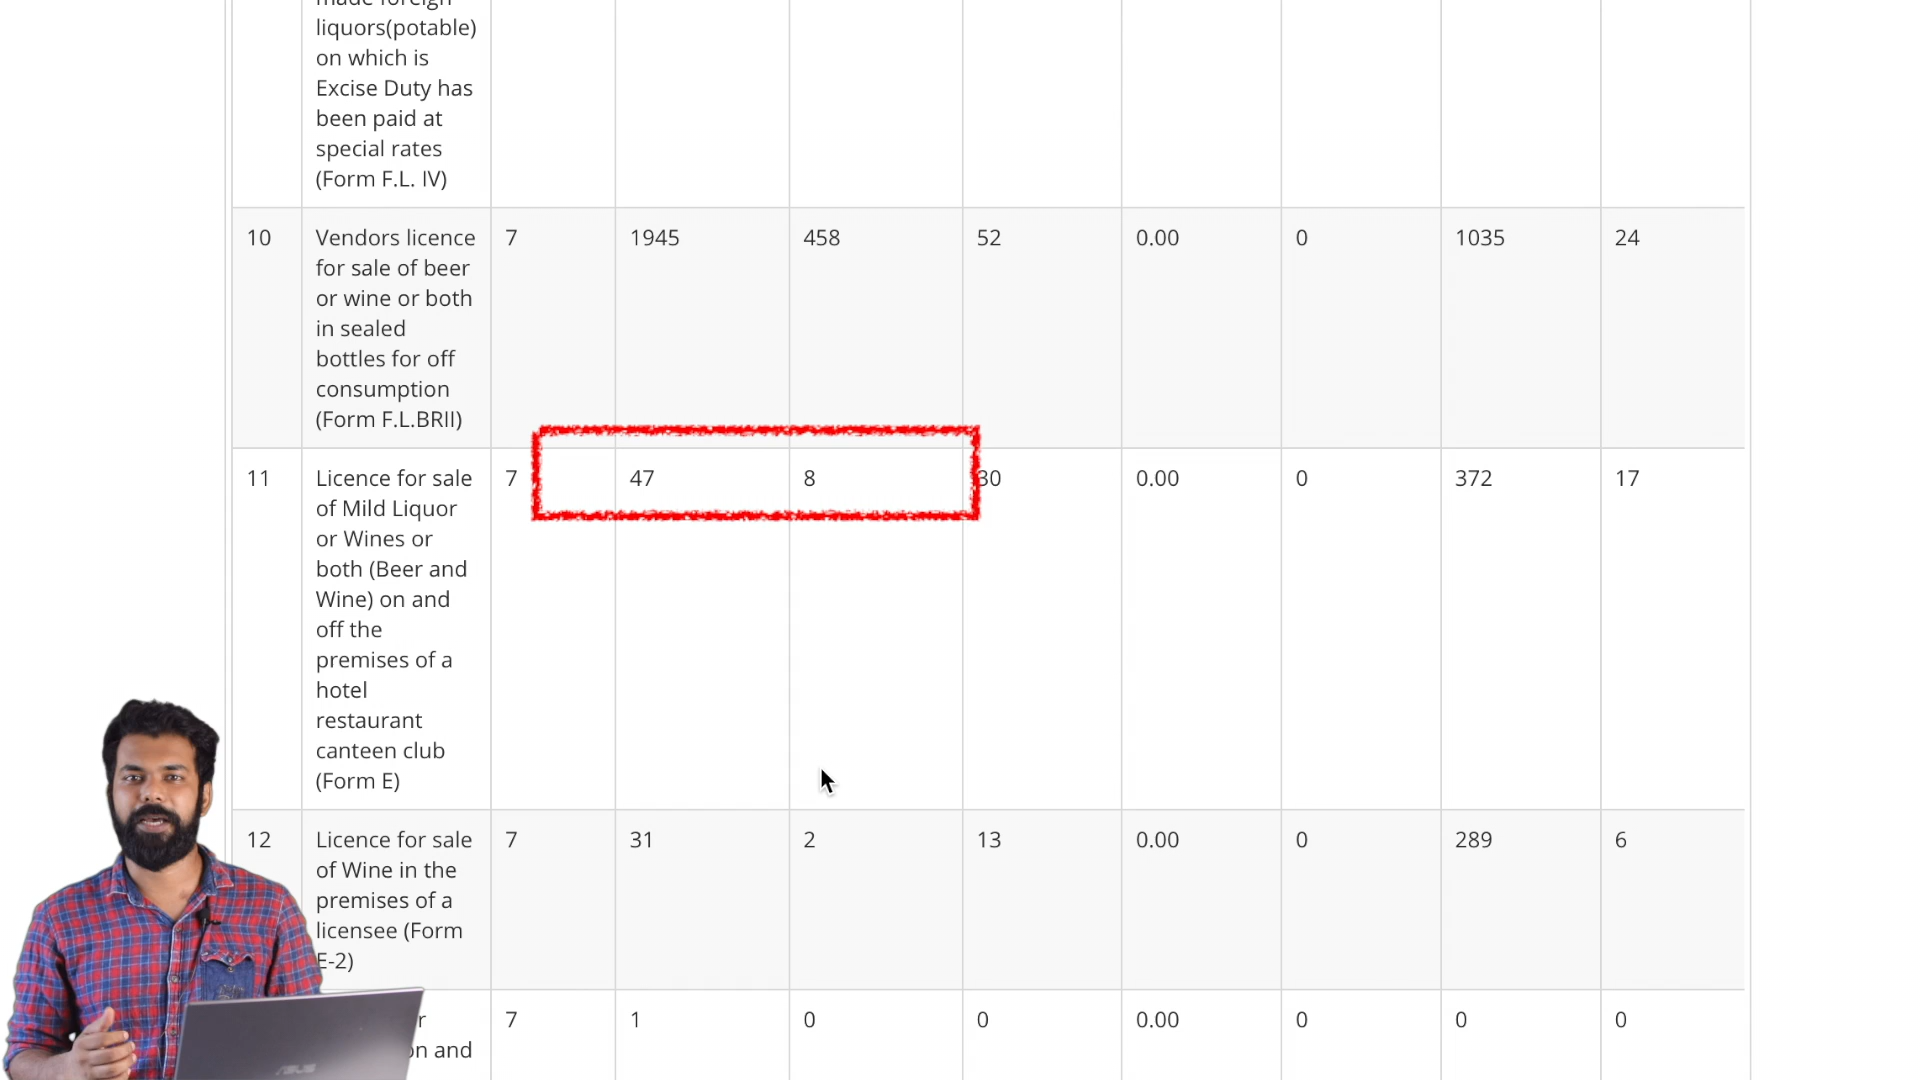 made foreign
liquors(potable)
on which is
Excise Duty has
been paid at
special rates
(Form F.L. IV)
10 Vendors licence 7 1945 458 52 0.00 0 1035 24
for sale of beer
or wine or both
in sealed
bottles for off
consumption
(Form F.L.BRII)
11 Licence for sale 7 47 8 30 0.00 0 372 17
of Mild Liquor
or Wines or
both (Beer and
Wine) on and
off the
premises of a
hotel
restaurant
canteen club
(Form E)
12 Licence for sale 7 31 2 13 0.00 0 289 6
of Wine in the
premises of a
licensee (Form
E-2)
7 1 0 0 0.00 0 0 0
and
ASUS